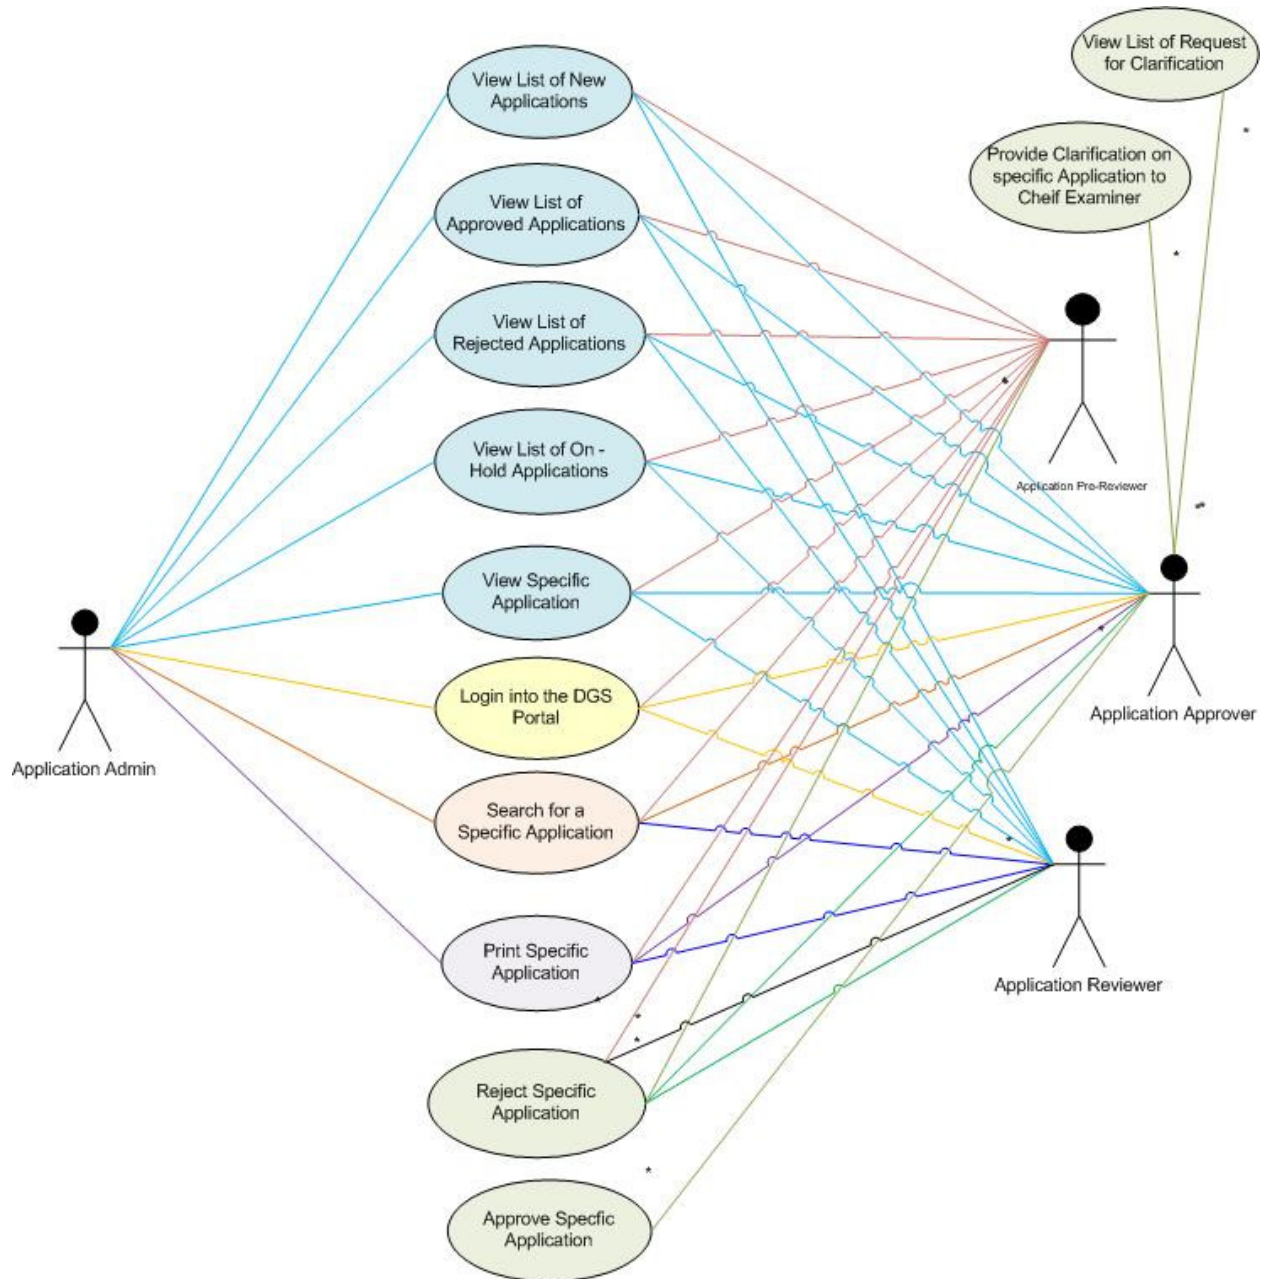 View List of Request
for Clarification
View List of New
Applications
Provide Clarification on
specific Application to
Cheif Examiner
View List of
Approved Applications
View List of
Rejected Applications
View List of On -
Hold Applications
Application Pre-Reviewer
View Specific
Application
Login into the DGS
Portal
Application Approver
Application Admin
Search for a
Specific Application
Print Specific
Application
Application Reviewer
Reject Specific
Application
Approve Specfic
Application